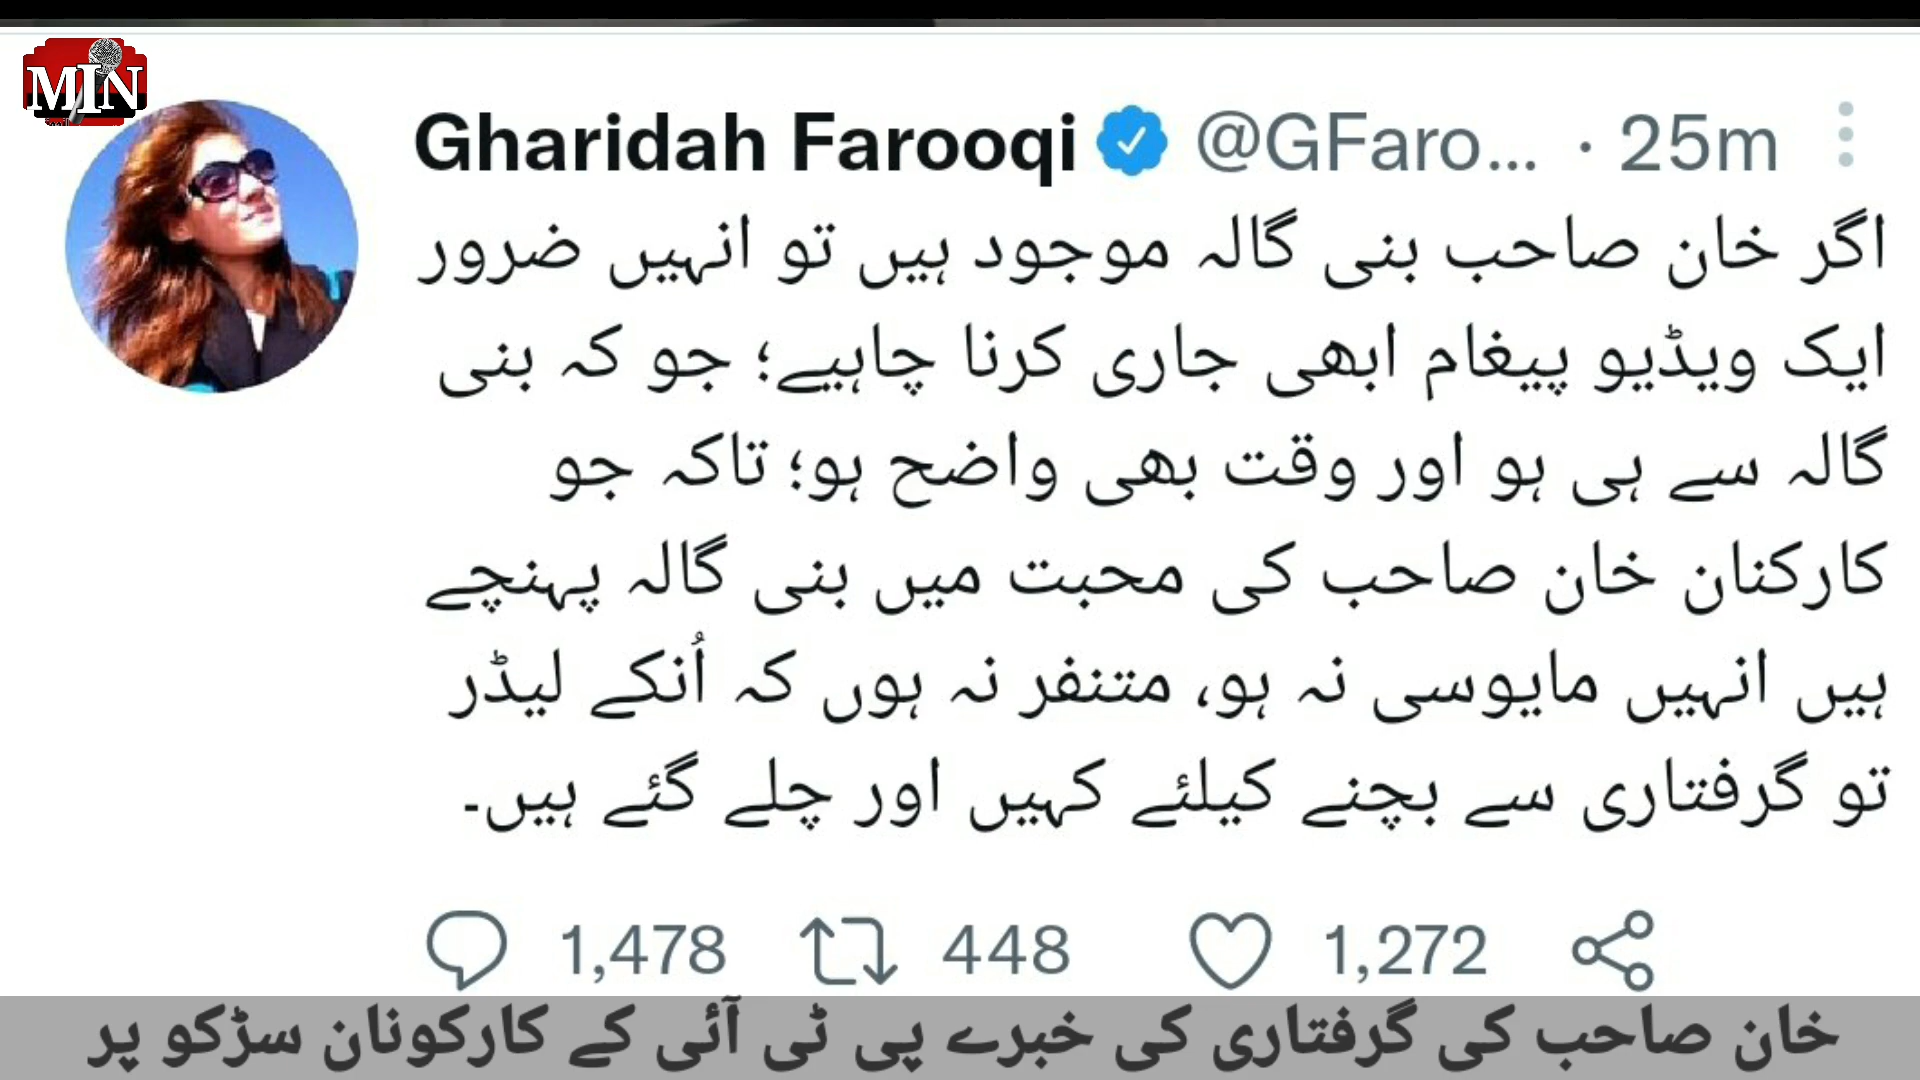 MIN
Gharidah Farooqi @GFaro... · 25m
اگر خان صاحب بنی گالہ موجود ہیں تو انہیں ضرور
ایک ویڈیو پیغام ابھی جاری کرنا چاہیے؛ جو کہ بنی
گالہ سے ہی ہو اور وقت بھی واضح ہو؛ تاکہ جو
کارکنان خان صاحب کی محبت میں بنی گالہ پہنچے
ہیں انہیں مایوسی نہ ہو، متنفر نہ ہوں کہ اُنکے لیڈر
تو گرفتاری سے بچنے کیلئے کہیں اور چلے گئے ہیں۔
1,478 448 1,272
خان صاحب کی گرفتاری کی خبرے پی ٹی آئی کے کارکونان سڑکو پر